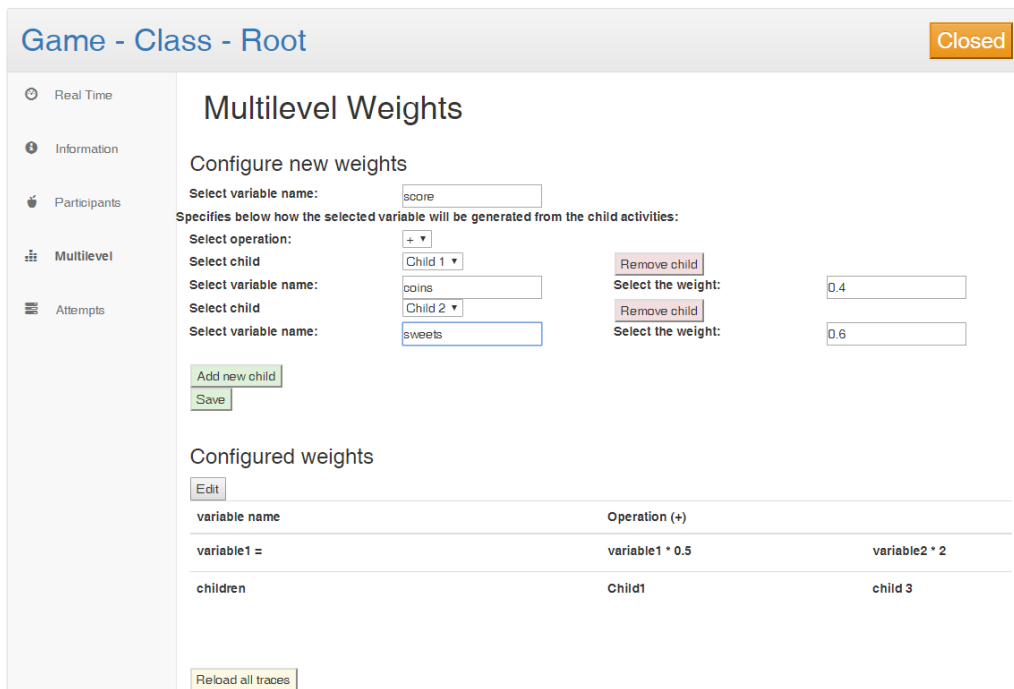 Game - Class - Root
Closed
Real Time
Information
Participants
Multilevel
Attempts
Multilevel Weights
Configure new weights
Select variable name: score
Specifies below how the selected variable will be generated from the child activities:
Select operation: +
Select child Child 1 Remove child
Select variable name: coins Select the weight: 0.4
Select child Child 2 Remove child
Select variable name: sweets Select the weight: 0.6
Add new child
Save
Configured weights
Edit
variable name Operation (+)
variable1 = variable1 * 0.5 variable2 * 2
children Child1 child 3
Reload all traces